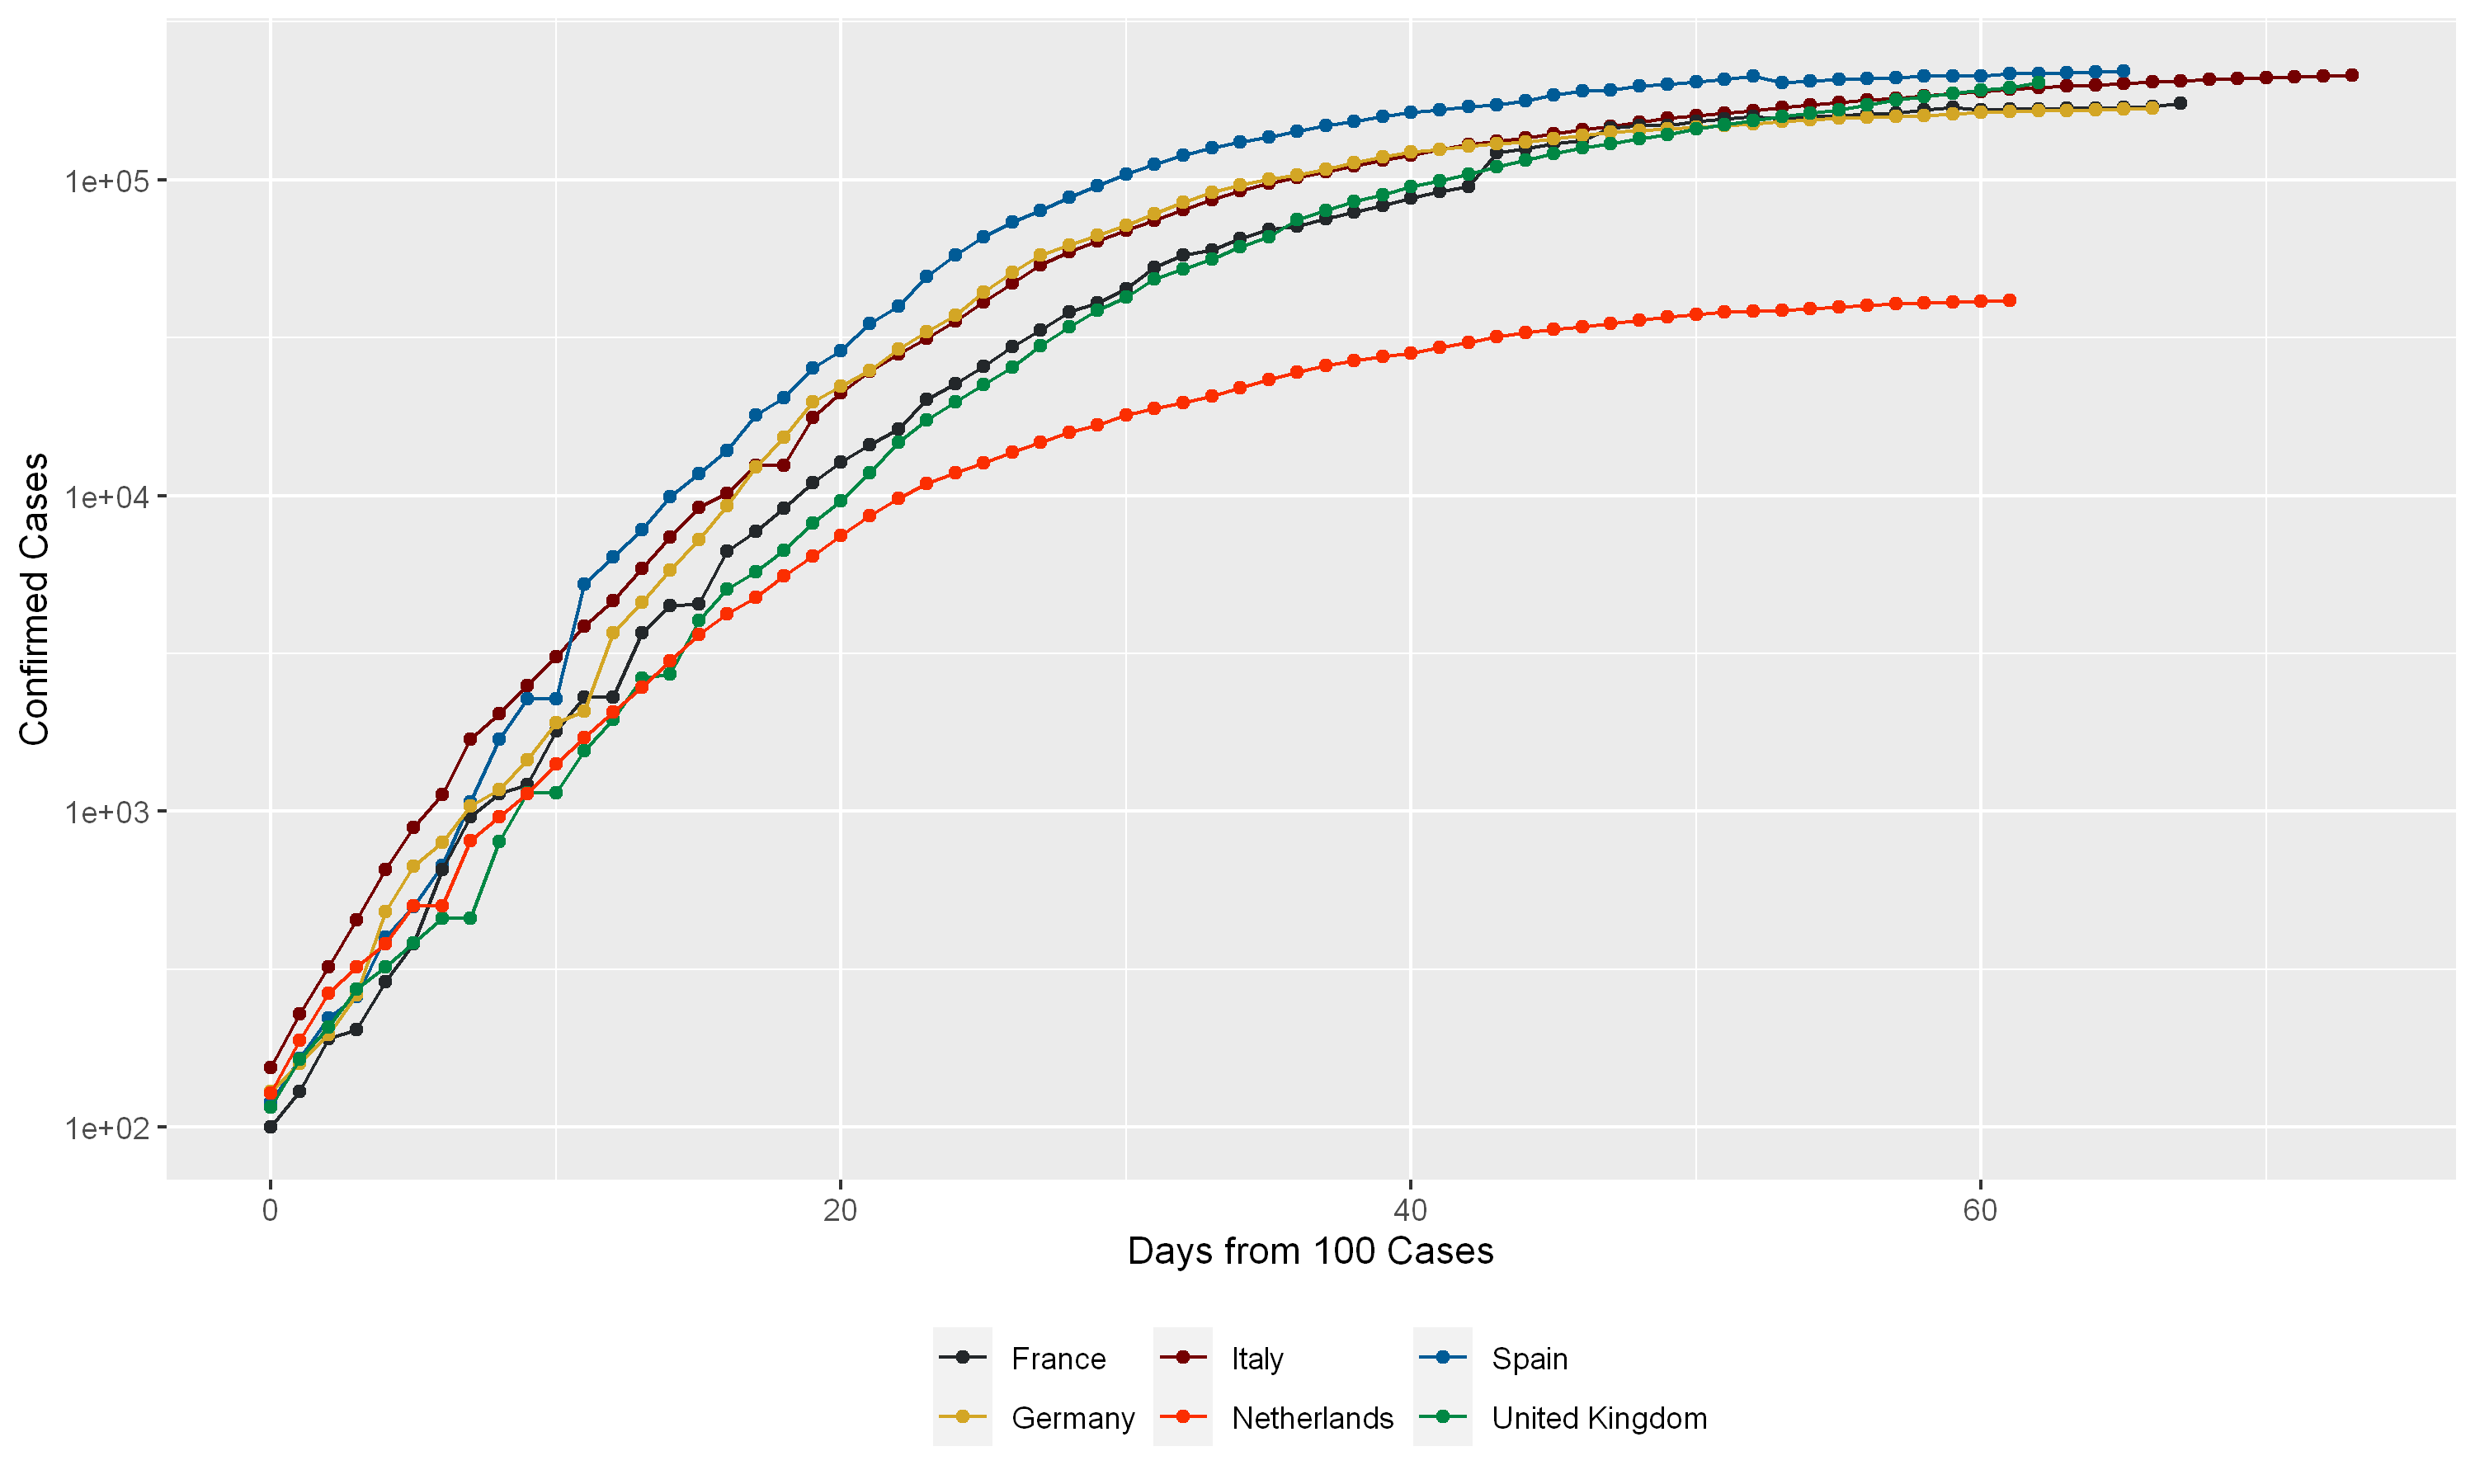 Confirmed Cases
1e+05
1e+04
1e+03
1e+02
0 20 40 60
Days from 100 Cases
France Italy Spain
Germany Netherlands United Kingdom